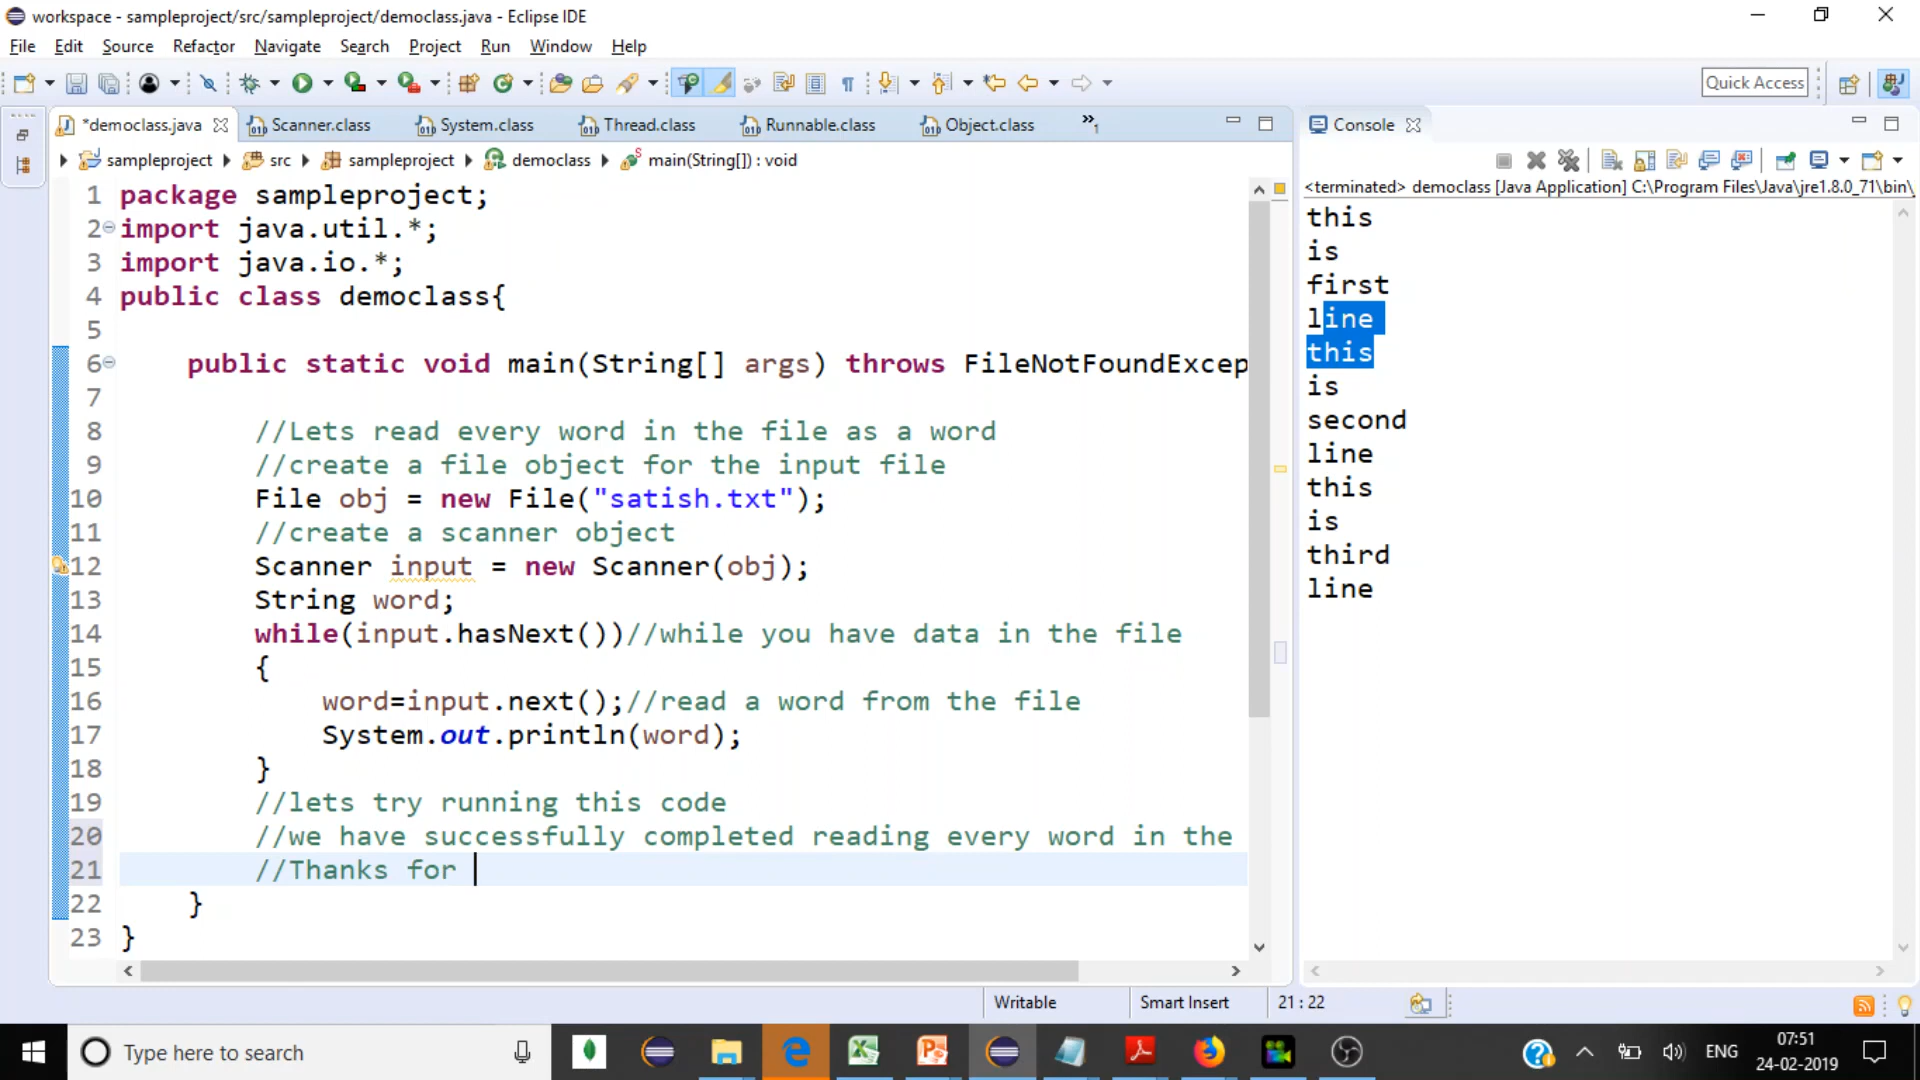 workspace - sampleproject/src/sampleproject/democlass.java - Eclipse IDE
File Edit Source Refactor Navigate Search Project Run Window Help
Quick Access
*democlass.java Scanner.class System.class Thread.class Runnable.class Object.class »1
sampleproject src sampleproject democlass main(String[]) : void
1 package sampleproject;
2 import java.util.*;
3 import java.io.*;
4 public class democlass{
5
6 public static void main(String[] args) throws FileNotFoundExcep
7
8 //Lets read every word in the file as a word
9 //create a file object for the input file
10 File obj = new File("satish.txt");
11 //create a scanner object
12 Scanner input = new Scanner(obj);
13 String word;
14 while(input.hasNext())//while you have data in the file
15 {
16 word=input.next();//read a word from the file
17 System.out.println(word);
18 }
19 //lets try running this code
20 //we have successfully completed reading every word in the
21 //Thanks for
22 }
23 }
Console
<terminated> democlass [Java Application] C:\Program Files\Java\jre1.8.0_71\bin\
this
is
first
line
this
is
second
line
this
is
third
line
Writable Smart Insert 21 : 22
Type here to search
ENG
07:51
24-02-2019